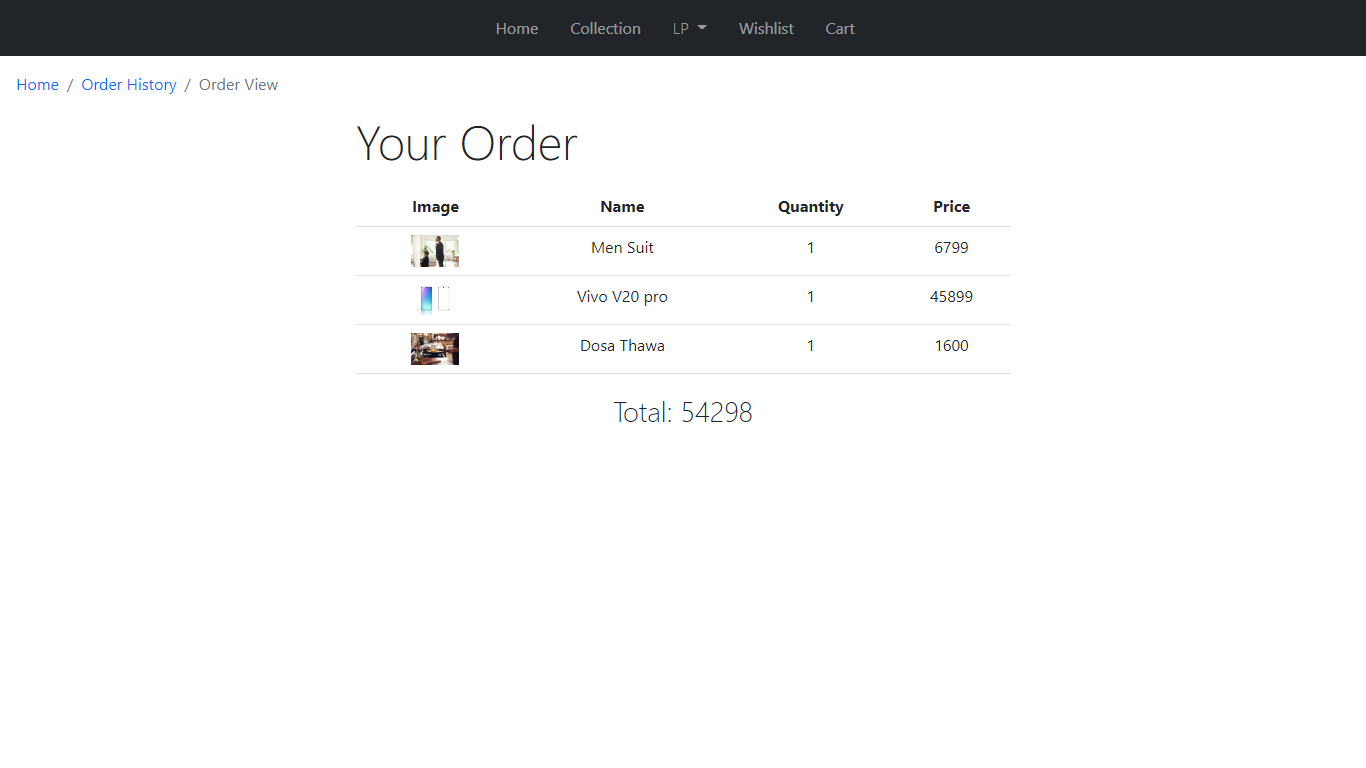 Home Collection LP Wishlist Cart
Home / Order History / Order View
Your Order
Image Name Quantity Price
Men Suit 1 6799
Vivo V20 pro 1 45899
Dosa Thawa 1 1600
Total: 54298